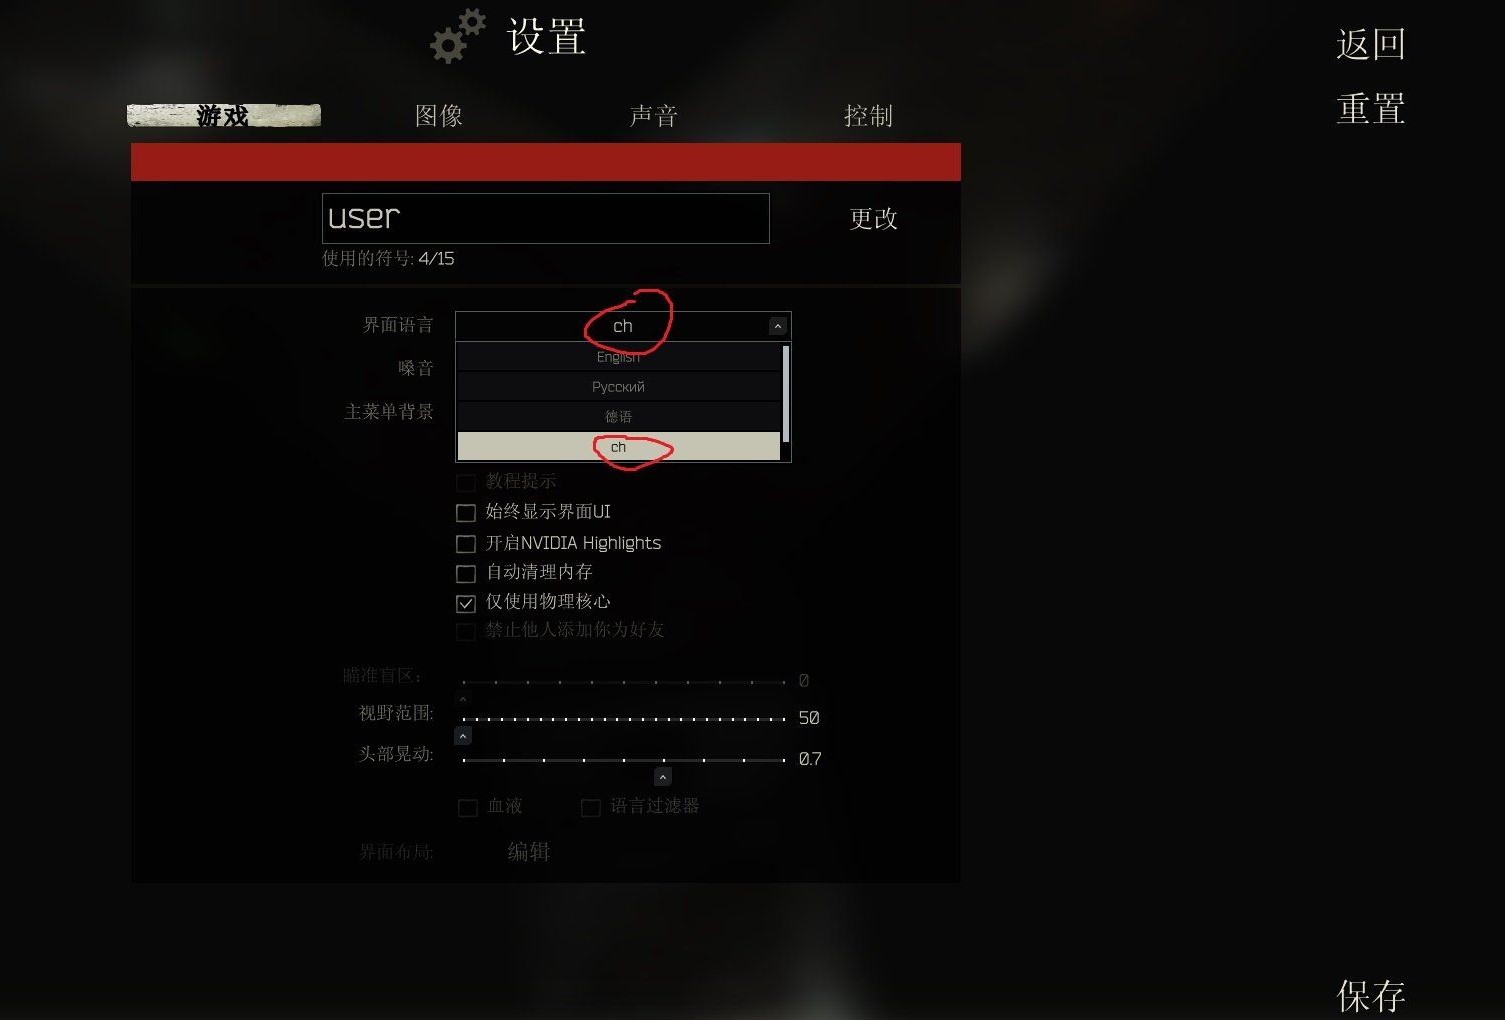 设置
返回
重置
游戏 图像 声音 控制
user 更改
使用的符号: 4/15
界面语言 ch
English
嗓音
Русский
主菜单背景
德语
ch
教程提示
始终显示界面UI
开启NVIDIA Highlights
自动清理内存
仅使用物理核心
禁止他人添加你为好友
瞄准盲区: 0
视野范围: 50
头部晃动: 0.7
血液 语言过滤器
界面布局: 编辑
保存